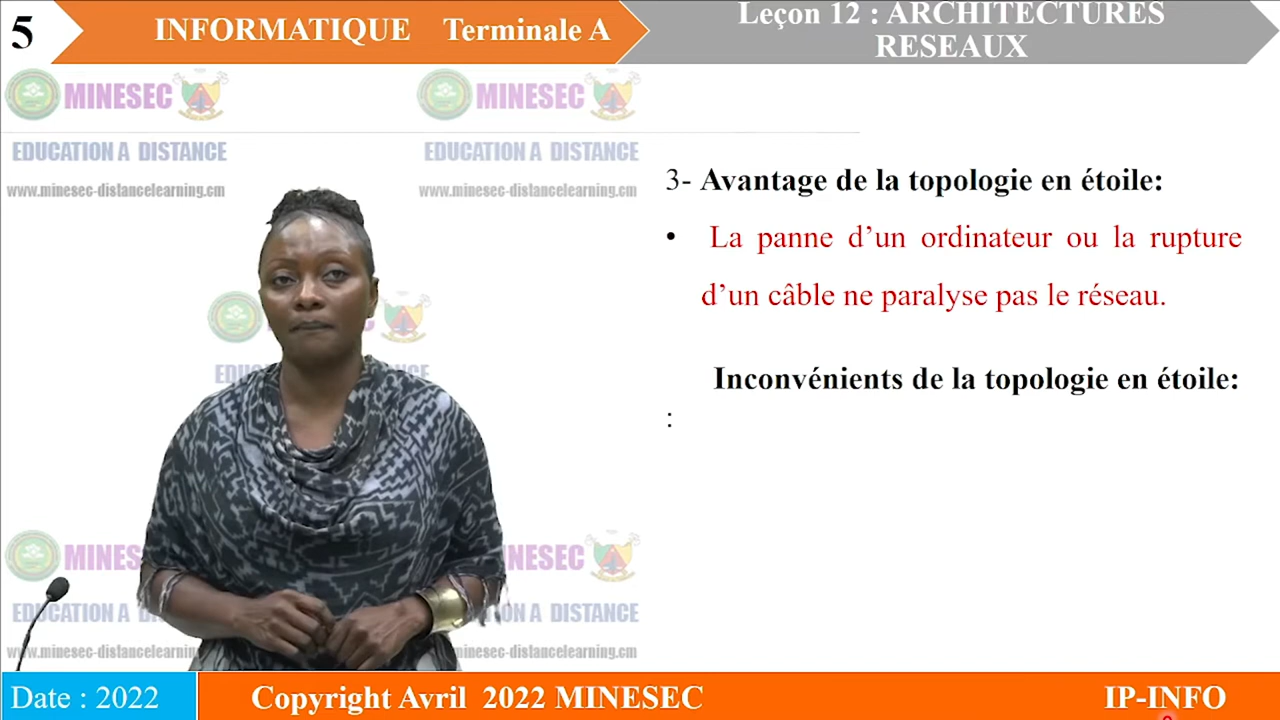 5
INFORMATIQUE Terminale A
Leçon 12 : ARCHITECTURES
RESEAUX
MINESEC
MINESEC
EDUCATION A DISTANCE
EDUCATION A DISTANCE
www.minesec-distancelearning.cm
www.minesec-distancelearning.cm
3- Avantage de la topologie en étoile:
• La panne d’un ordinateur ou la rupture
d’un câble ne paralyse pas le réseau.
Inconvénients de la topologie en étoile:
:
MINESEC
EDUCATION A DISTANCE
www.minesec-distancelearning.cm
www.minesec-distancelearning.cm
Date : 2022
Copyright Avril 2022 MINESEC
IP-INFO